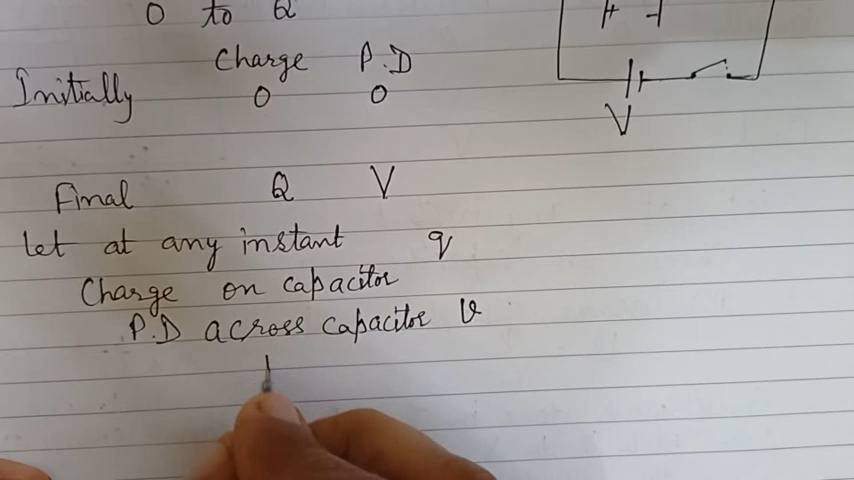 0 to Q
Charge P.D
Initially 0 0
V
Final Q V
Let at any instant q
Charge on capacitor
P.D across capacitor v